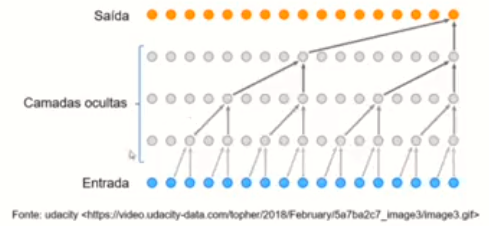 Saída
Camadas ocultas
Entrada
Fonte: udacity <https://video.udacity-data.com/topher/2018/February/5a7ba2c7_image3/image3.gif>